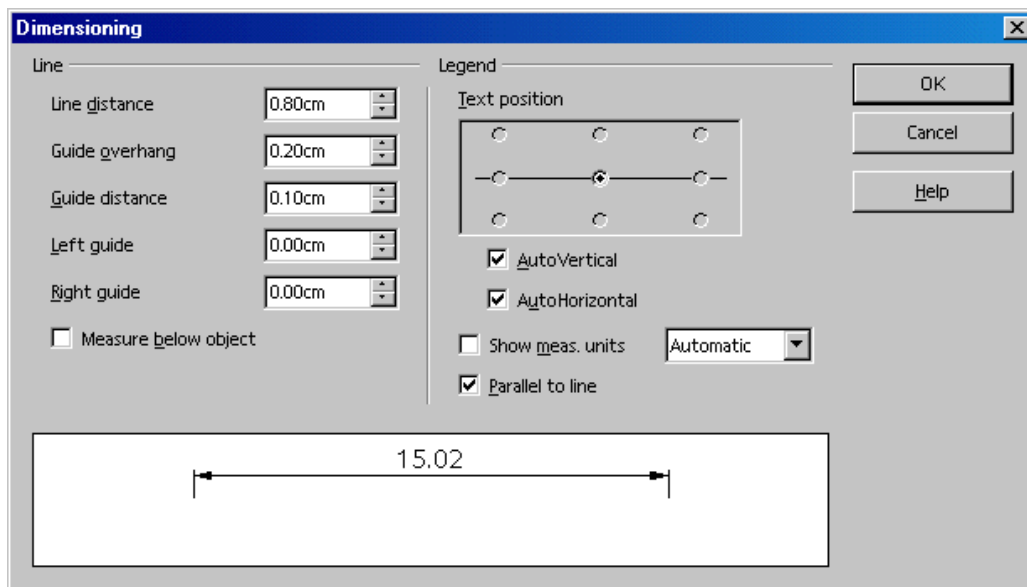 Dimensioning
Line
Line distance 0.80cm
Guide overhang 0.20cm
Guide distance 0.10cm
Left guide 0.00cm
Right guide 0.00cm
Measure below object
Legend
Text position
AutoVertical
AutoHorizontal
Show meas. units Automatic
Parallel to line
OK
Cancel
Help
15.02